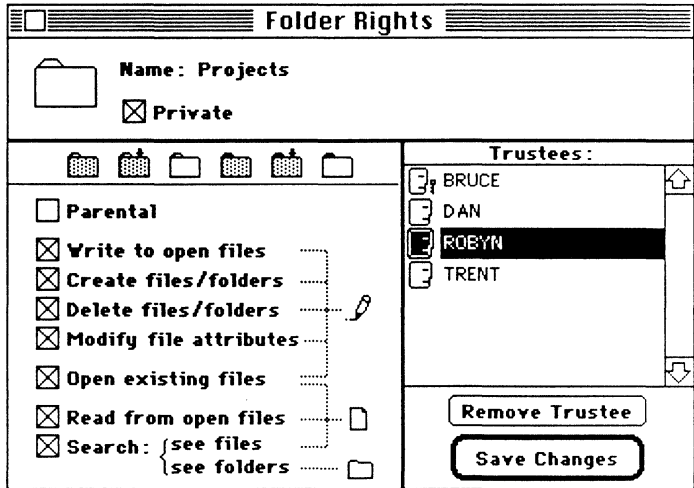 Folder Rights
Name: Projects
Private
Trustees:
BRUCE
DAN
ROBYN
TRENT
Parental
Write to open files
Create files/folders
Delete files/folders
Modify file attributes
Open existing files
Read from open files
Search: {see files
see folders
Remove Trustee
Save Changes